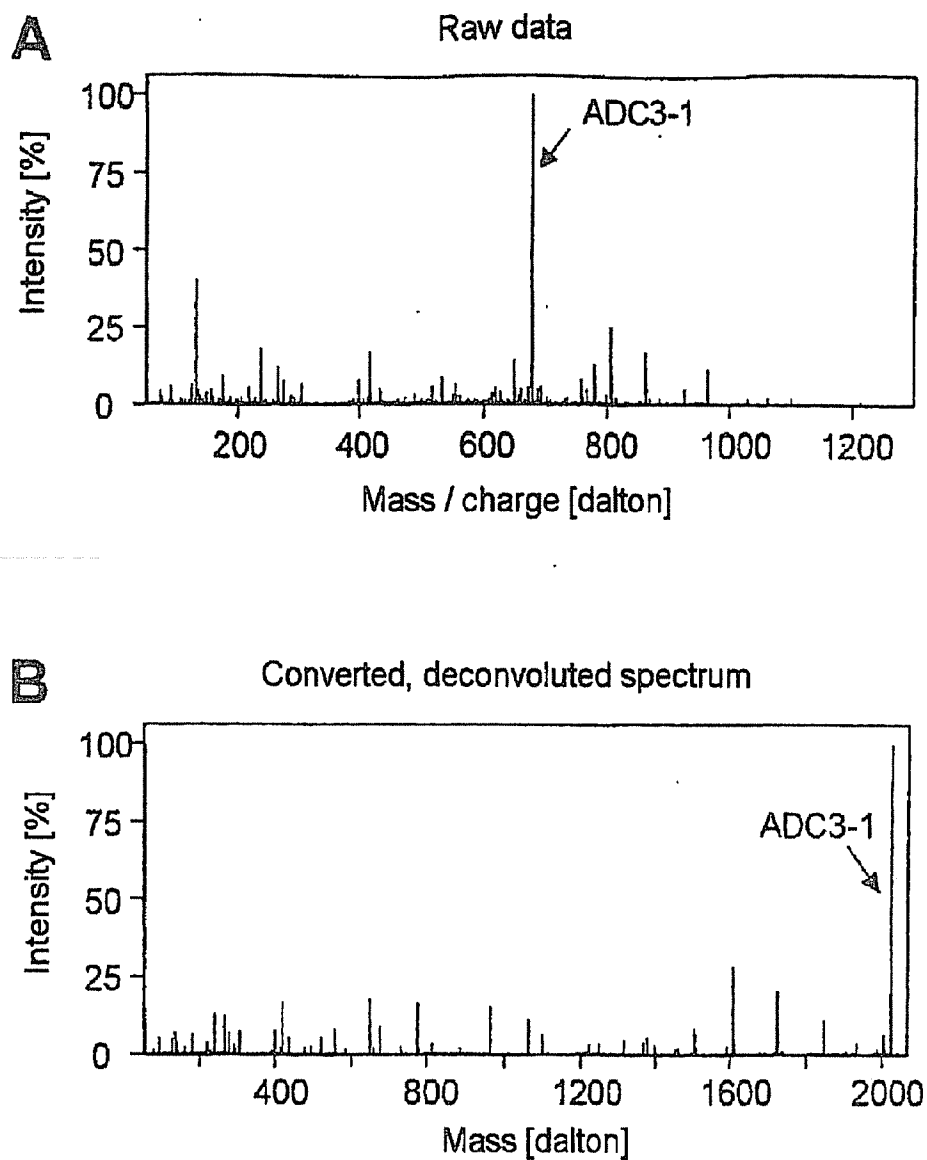 A
Raw data
Intensity [%]
100
75
50
25
0
ADC3-1
200 400 600 800 1000 1200
Mass / charge [dalton]
B
Converted, deconvoluted spectrum
Intensity [%]
100
75
50
25
0
ADC3-1
400 800 1200 1600 2000
Mass [dalton]